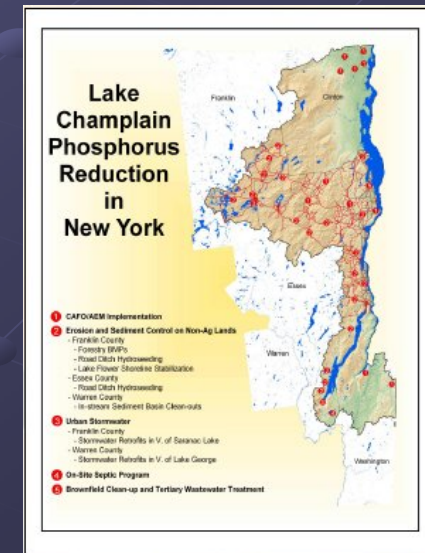 Lake
Champlain
Phosphorus
Reduction
in
New York
Franklin
Clinton
Essex
Warren
Washington
1 CAFO/AEM Implementation
2 Erosion and Sediment Control on Non-Ag Lands
- Franklin County
- Forestry BMPs
- Road Ditch Hydroseeding
- Lake Flower Shoreline Stabilization
- Essex County
- Road Ditch Hydroseeding
- Warren County
- In-stream Sediment Basin Clean-outs
3 Urban Stormwater
- Franklin County
- Stormwater Retrofits in V. of Saranac Lake
- Warren County
- Stormwater Retrofits in V. of Lake George
4 On-Site Septic Program
5 Brownfield Clean-up and Tertiary Wastewater Treatment